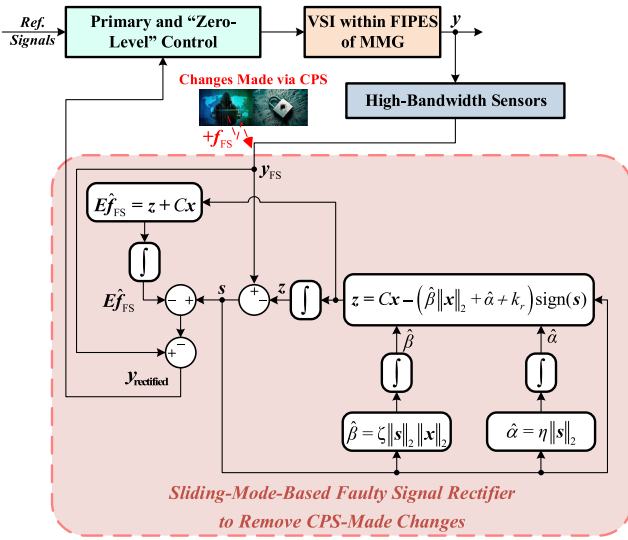 Ref.
Signals
Primary and “Zero-
Level” Control
VSI within FIPES
of MMG
y
Changes Made via CPS
High-Bandwidth Sensors
+f_FS
y_FS
Ef̂_FS = z + Cx
∫
Ef̂_FS
- +
s
+ -
z
∫
z = Cx − (β̂‖x‖₂ + α̂ + k_r) sign(s)
+ -
y_rectified
β̂
α̂
∫
∫
β̂ = ζ‖s‖₂‖x‖₂
α̂ = η‖s‖₂
Sliding-Mode-Based Faulty Signal Rectifier
to Remove CPS-Made Changes